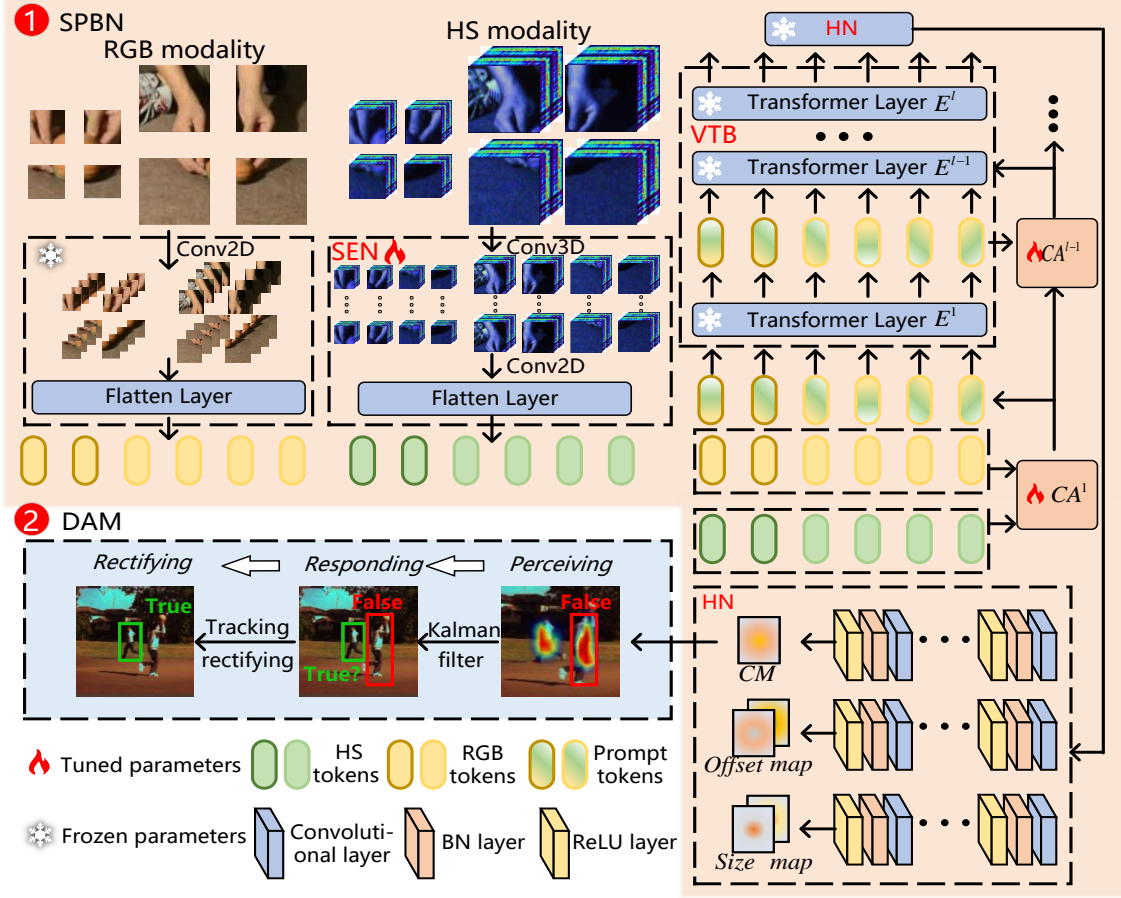 1 SPBN
RGB modality
HS modality
HN
Transformer Layer E^l
VTB
Transformer Layer E^{l-1}
Conv2D
SEN
Conv3D
CA^{l-1}
Transformer Layer E^1
Conv2D
Flatten Layer
Flatten Layer
CA^1
2 DAM
Rectifying
Responding
Perceiving
True
False
True?
False
Tracking
rectifying
Kalman
filter
HN
CM
Offset map
Size map
Tuned parameters
HS
tokens
RGB
tokens
Prompt
tokens
Frozen parameters
Convoluti-
onal layer
BN layer
ReLU layer